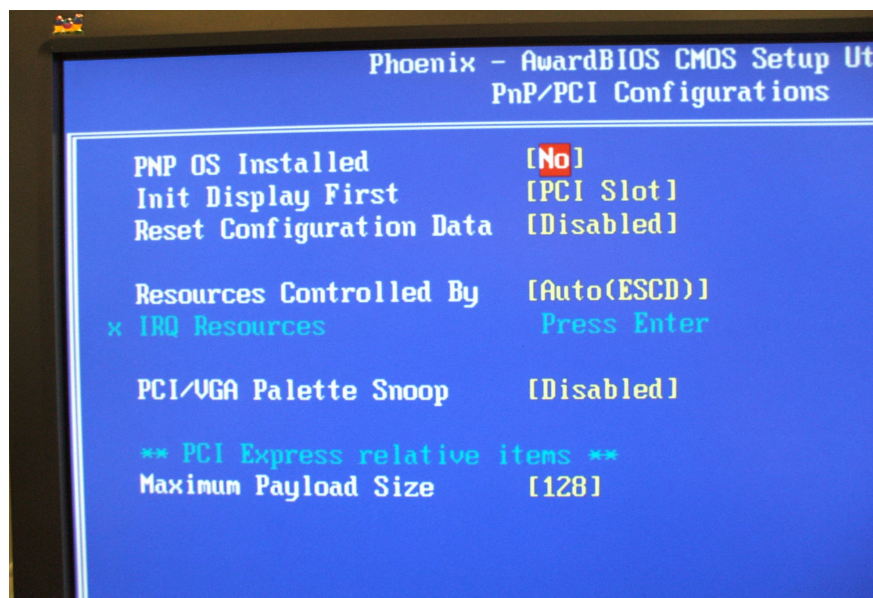 Phoenix - AwardBIOS CMOS Setup Ut
PnP/PCI Configurations
PNP OS Installed [No]
Init Display First [PCI Slot]
Reset Configuration Data [Disabled]
Resources Controlled By [Auto(ESCD)]
x IRQ Resources Press Enter
PCI/VGA Palette Snoop [Disabled]
** PCI Express relative items **
Maximum Payload Size [128]